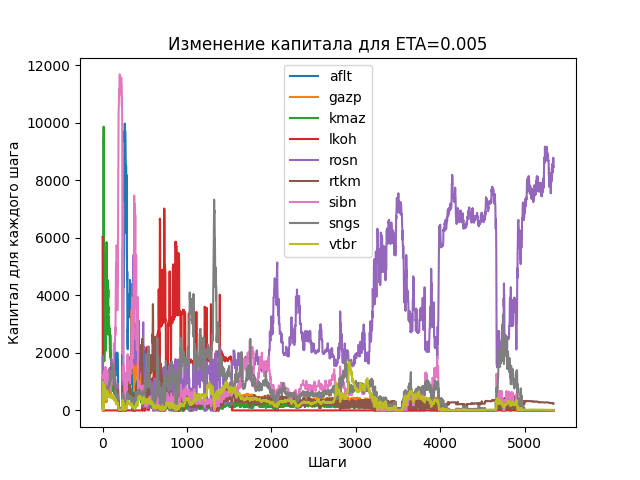 Изменение капитала для ETA=0.005
12000
10000
8000
6000
4000
2000
0
Капитал для каждого шага
aflt
gazp
kmaz
lkoh
rosn
rtkm
sibn
sngs
vtbr
0 1000 2000 3000 4000 5000
Шаги